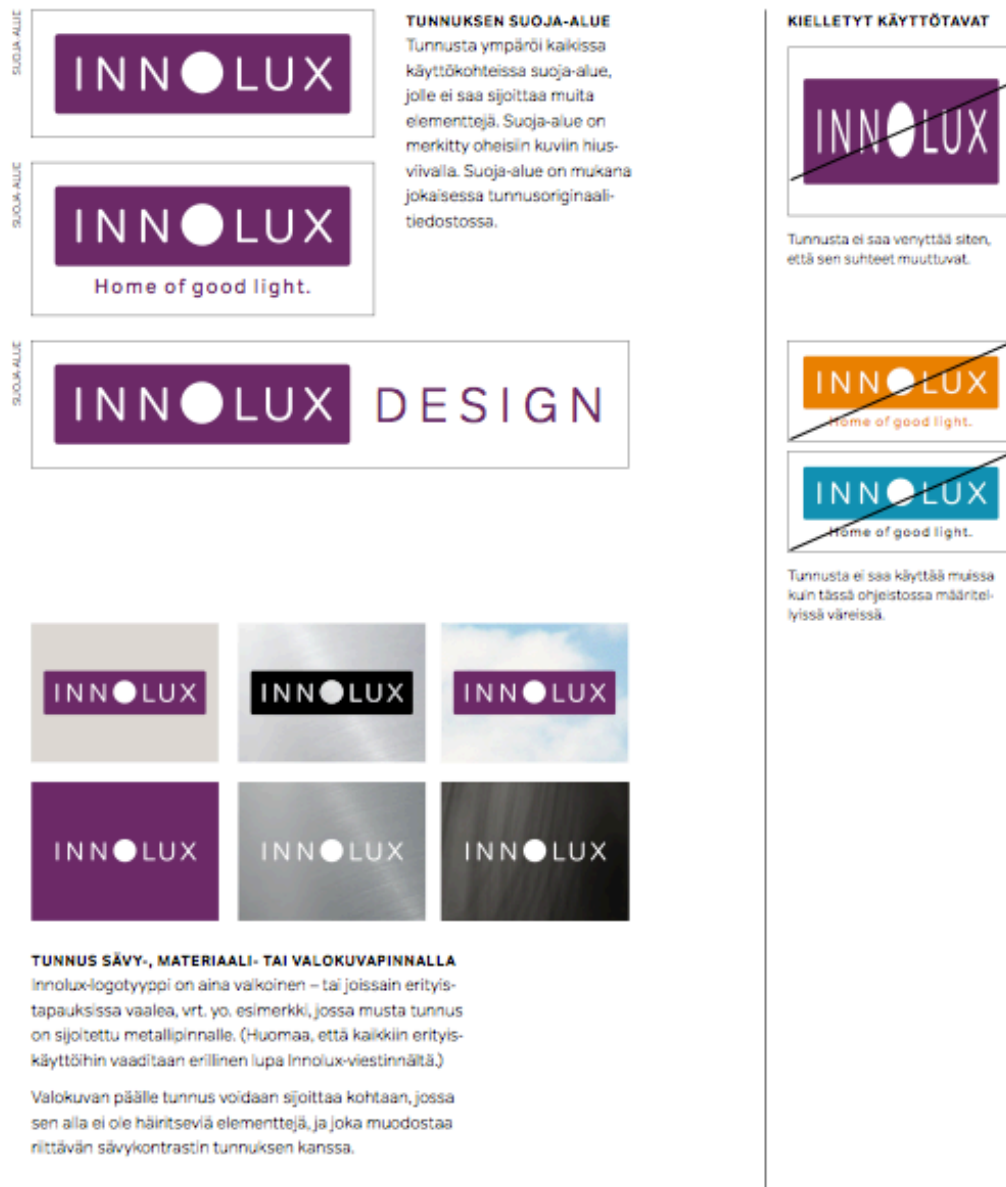 SUOJA-ALUE
INNOLUX
SUOJA-ALUE
INNOLUX
Home of good light.
SUOJA-ALUE
INNOLUX DESIGN
TUNNUKSEN SUOJA-ALUE
Tunnusta ympäröi kaikissa
käyttökohteissa suoja-alue,
jolle ei saa sijoittaa muita
elementtejä. Suoja-alue on
merkitty oheisiin kuviin hius-
viivalla. Suoja-alue on mukana
jokaisessa tunnusoriginaali-
tiedostossa.
INNOLUX
INNOLUX
INNOLUX
INNOLUX
INNOLUX
INNOLUX
TUNNUS SÄVY-, MATERIAALI- TAI VALOKUVAPINNALLA
Innolux-logotyyppi on aina valkoinen – tai joissain erityis-
tapauksissa vaalea, vrt. yo. esimerkki, jossa musta tunnus
on sijoitettu metallipinnalle. (Huomaa, että kaikkiin erityis-
käyttöihin vaaditaan erillinen lupa Innolux-viestinnältä.)
Valokuvan päälle tunnus voidaan sijoittaa kohtaan, jossa
sen alla ei ole häiritseviä elementtejä, ja joka muodostaa
riittävän sävykontrastin tunnuksen kanssa.
KIELLETYT KÄYTTÖTAVAT
INNOLUX
Tunnusta ei saa venyttää siten,
että sen suhteet muuttuvat.
INNOLUX
Home of good light.
INNOLUX
Home of good light.
Tunnusta ei saa käyttää muissa
kuin tässä ohjeistossa määritel-
lyissä väreissä.